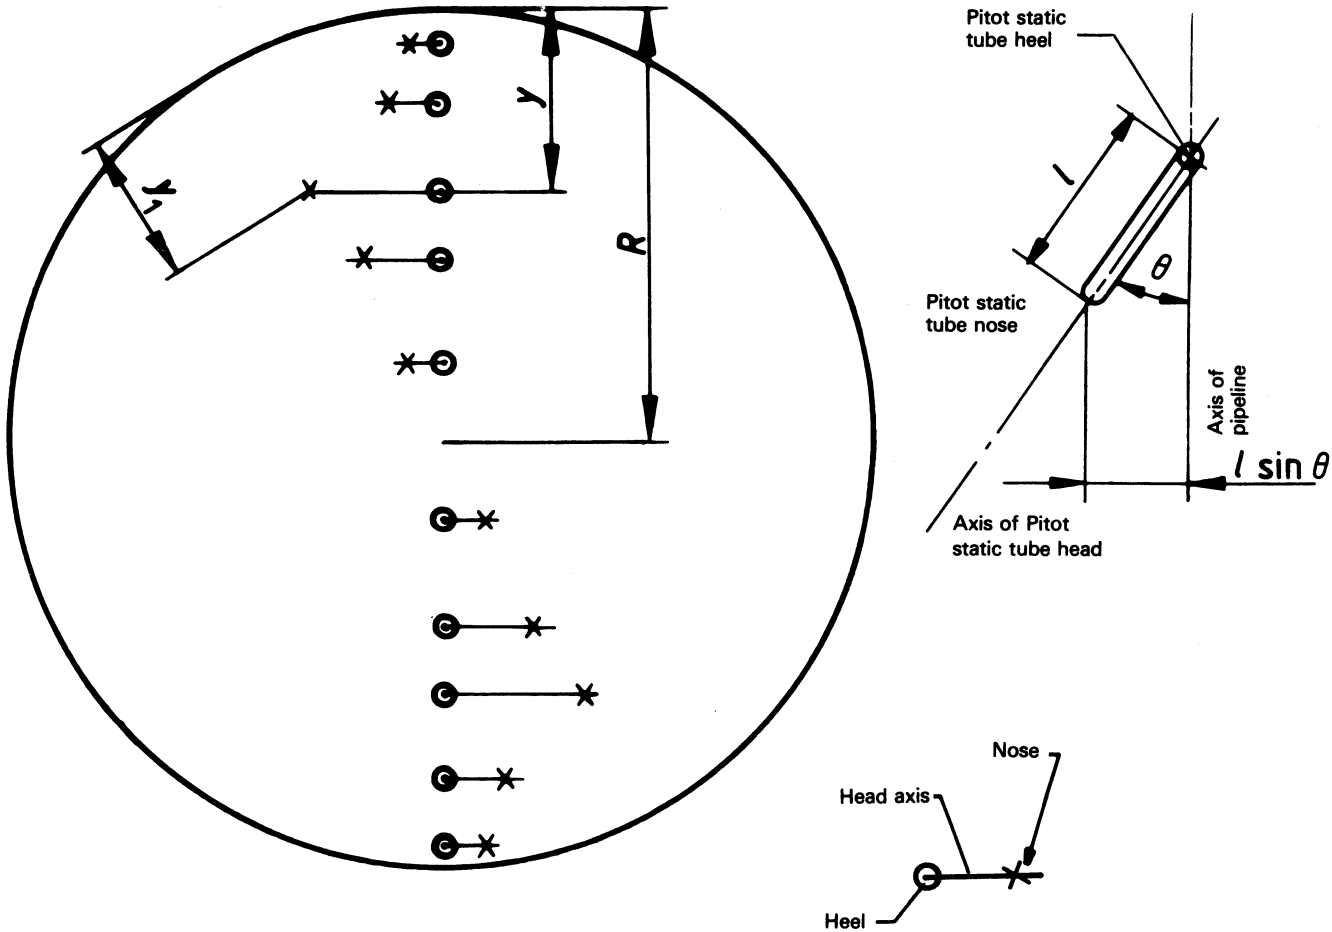 Pitot static
tube heel
y
y₁
l
R
θ
Pitot static
tube nose
Axis of
pipeline
l sin θ
Axis of Pitot
static tube head
Nose
Head axis
Heel